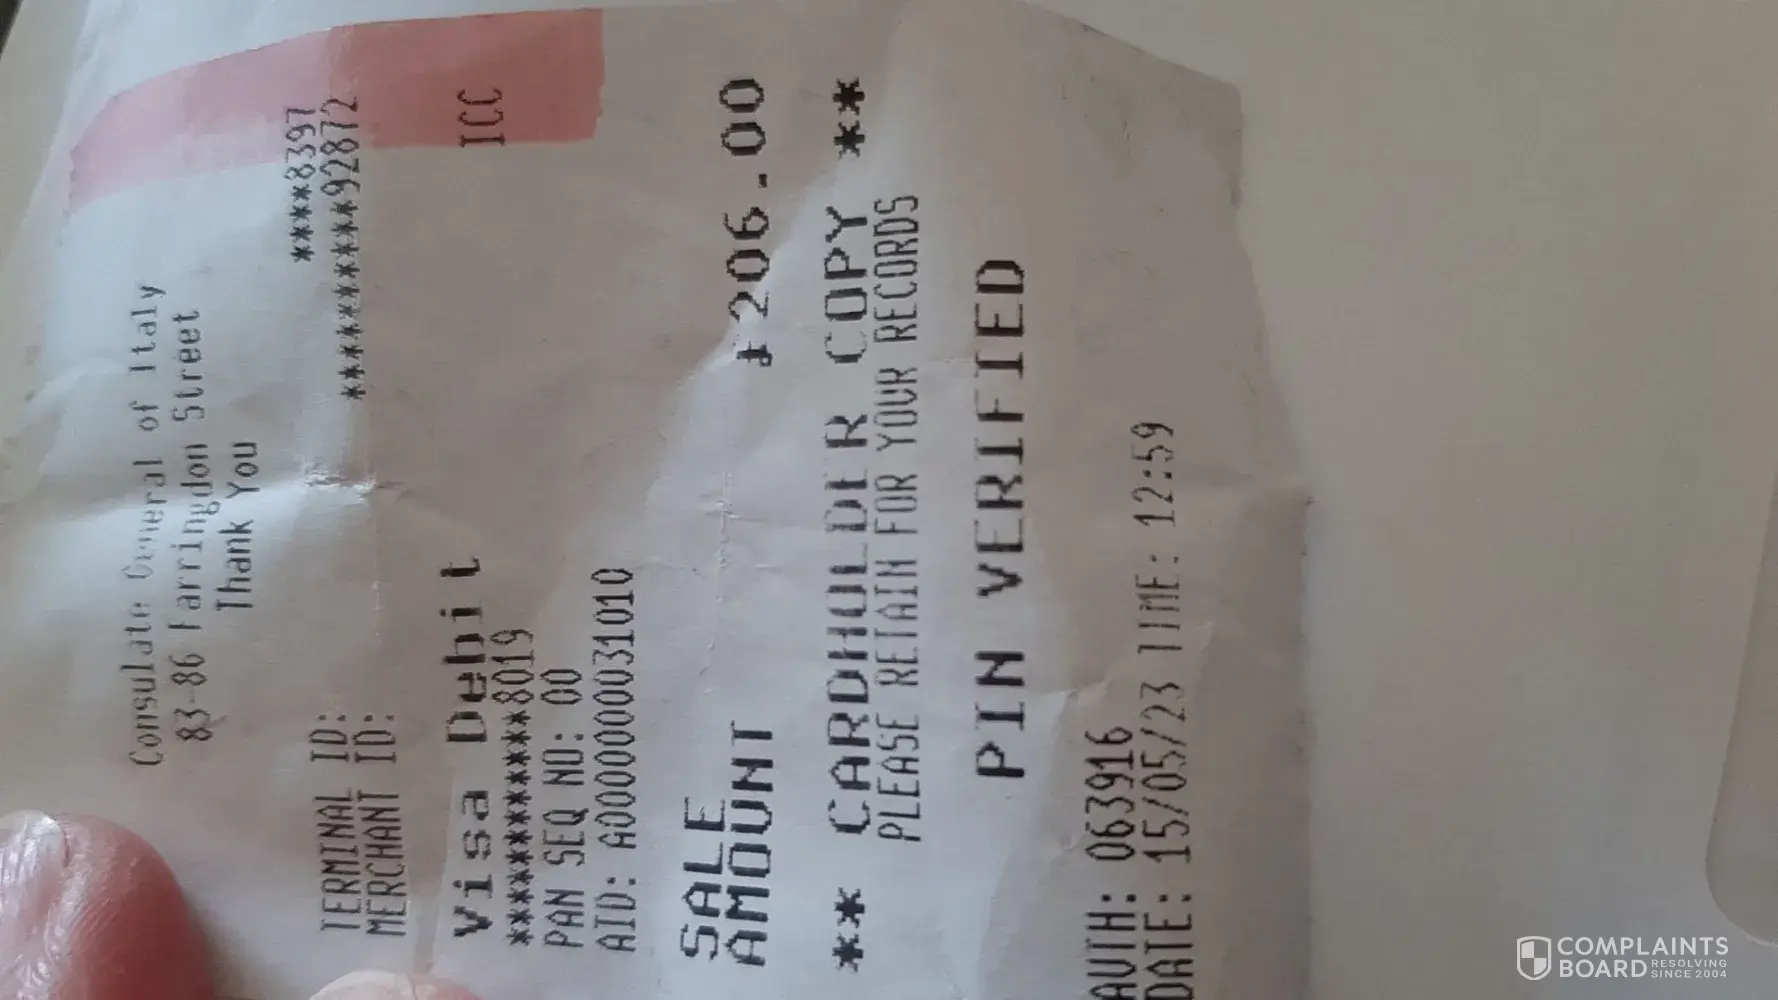 Consulate General of Italy
83-86 Farringdon Street
Thank You
TERMINAL ID: ****8397
MERCHANT ID: **********92872
Visa Debit
************8019 ICC
PAN SEQ NO: 00
AID: A0000000031010
SALE
AMOUNT £206.00
** CARDHOLDER COPY **
PLEASE RETAIN FOR YOUR RECORDS
PIN VERIFIED
AUTH: 063916
DATE: 15/05/23 TIME: 12:59
COMPLAINTS
BOARD RESOLVING
SINCE 2004